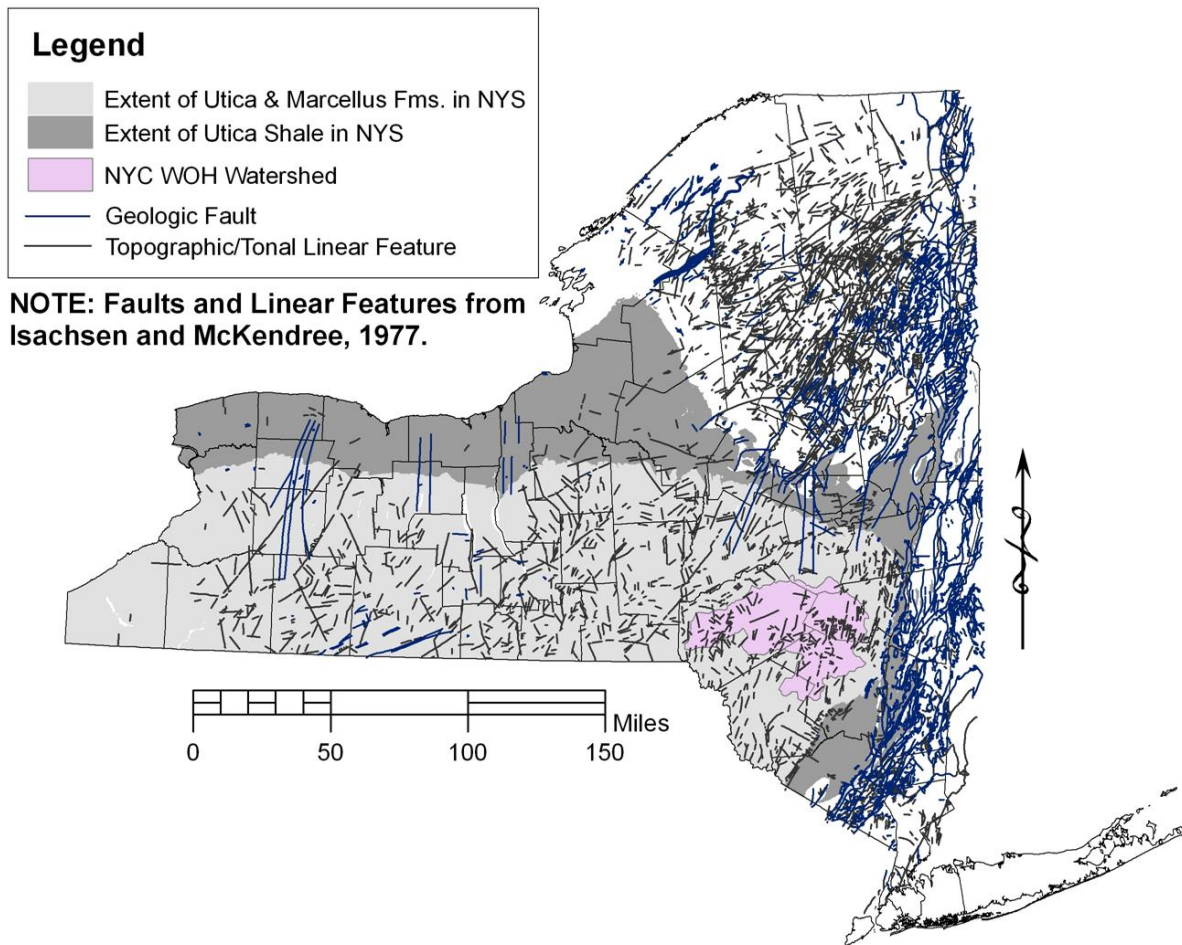 Legend
Extent of Utica & Marcellus Fms. in NYS
Extent of Utica Shale in NYS
NYC WOH Watershed
Geologic Fault
Topographic/Tonal Linear Feature
NOTE: Faults and Linear Features from
Isachsen and McKendree, 1977.
Miles
0 50 100 150